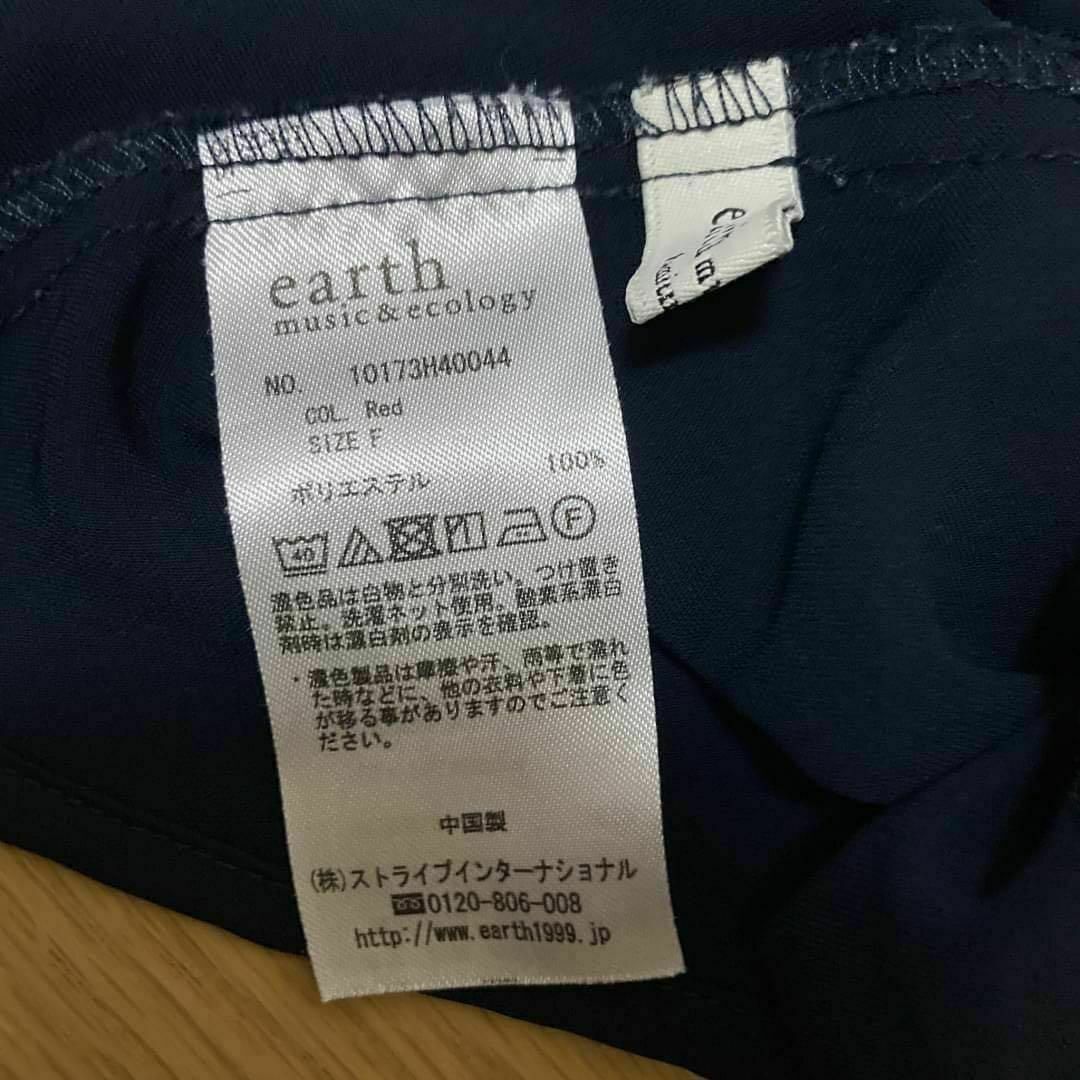 earth
music&ecology
NO. 10173H40044
COL. Red
SIZE F
ポリエステル 100%
40
F
濃色品は白物と分別洗い。つけ置き
禁止。洗濯ネット使用。酸素系漂白
剤時は漂白剤の表示を確認。
・濃色製品は摩擦や汗、雨等で濡れ
た時などに、他の衣料や下着に色
が移る事がありますのでご注意く
ださい。
中国製
(株)ストライプインターナショナル
0120-806-008
http://www.earth1999.jp